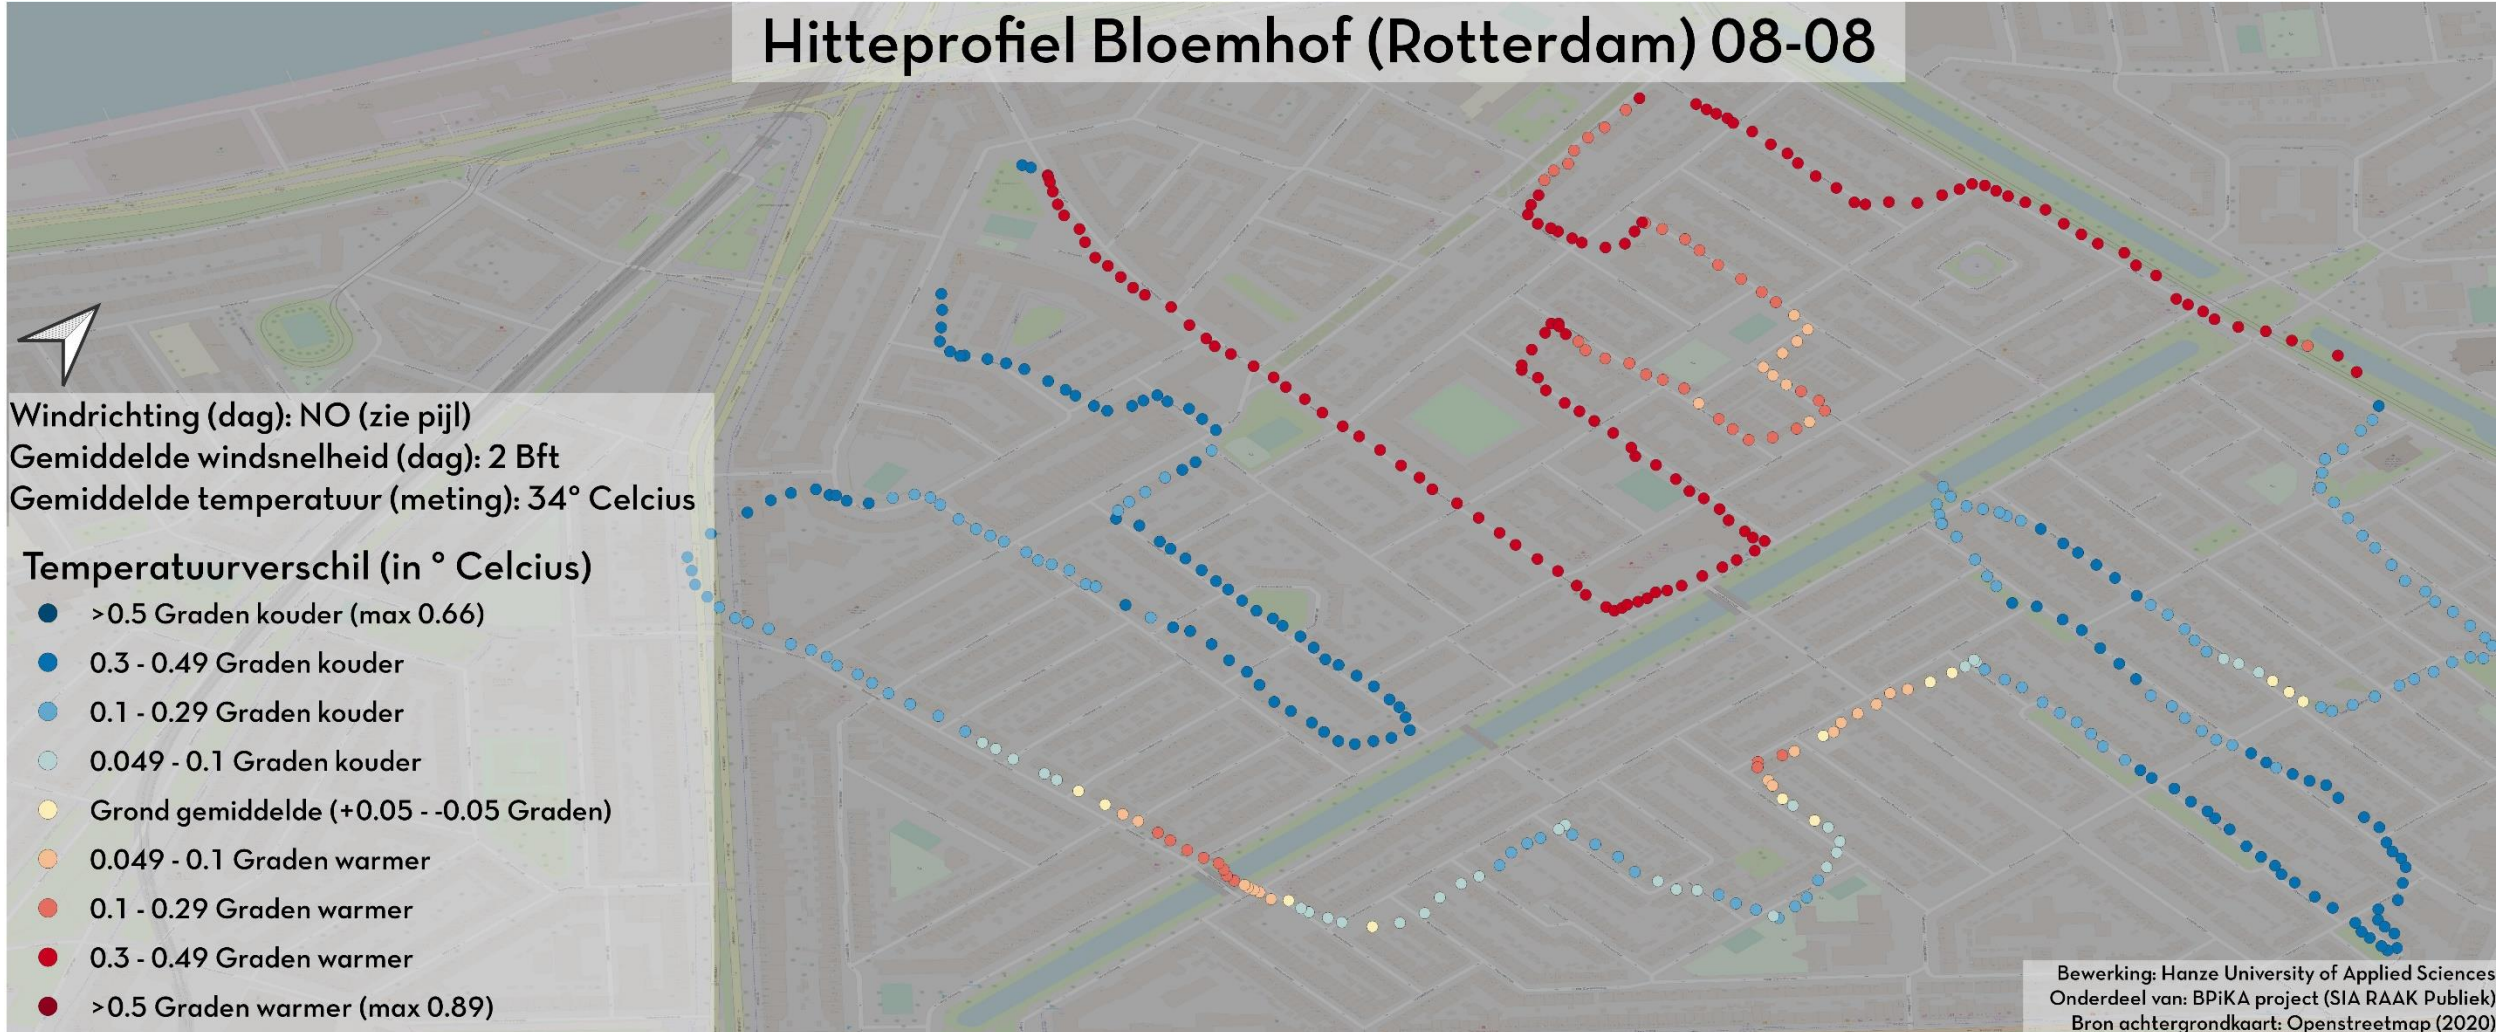 Hitteprofiel Bloemhof (Rotterdam) 08-08
Windrichting (dag): NO (zie pijl)
Gemiddelde windsnelheid (dag): 2 Bft
Gemiddelde temperatuur (meting): 34° Celcius
Temperatuurverschil (in ° Celcius)
>0.5 Graden kouder (max 0.66)
0.3 - 0.49 Graden kouder
0.1 - 0.29 Graden kouder
0.049 - 0.1 Graden kouder
Grond gemiddelde (+0.05 - -0.05 Graden)
0.049 - 0.1 Graden warmer
0.1 - 0.29 Graden warmer
0.3 - 0.49 Graden warmer
>0.5 Graden warmer (max 0.89)
Bewerking: Hanze University of Applied Sciences
Onderdeel van: BPiKA project (SIA RAAK Publiek)
Bron achtergrondkaart: Openstreetmap (2020)